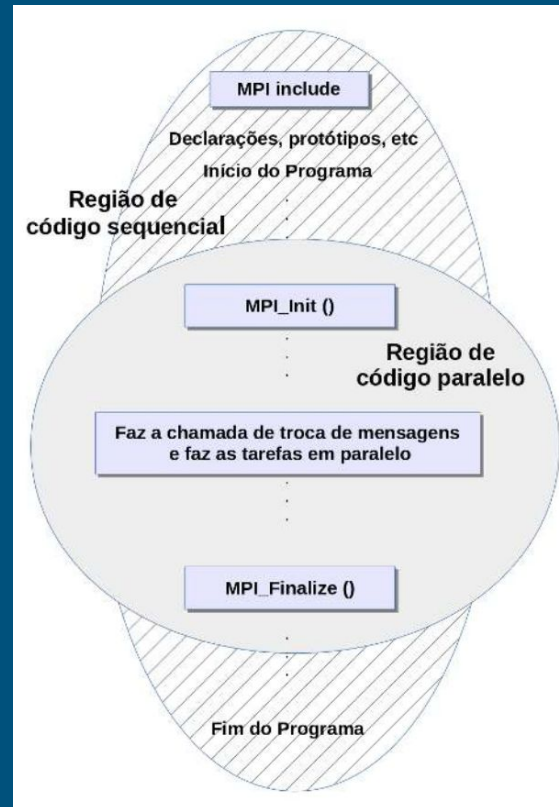 MPI include
Declarações, protótipos, etc
Início do Programa
Região de
código sequencial
MPI_Init ()
Região de
código paralelo
Faz a chamada de troca de mensagens
e faz as tarefas em paralelo
MPI_Finalize ()
Fim do Programa